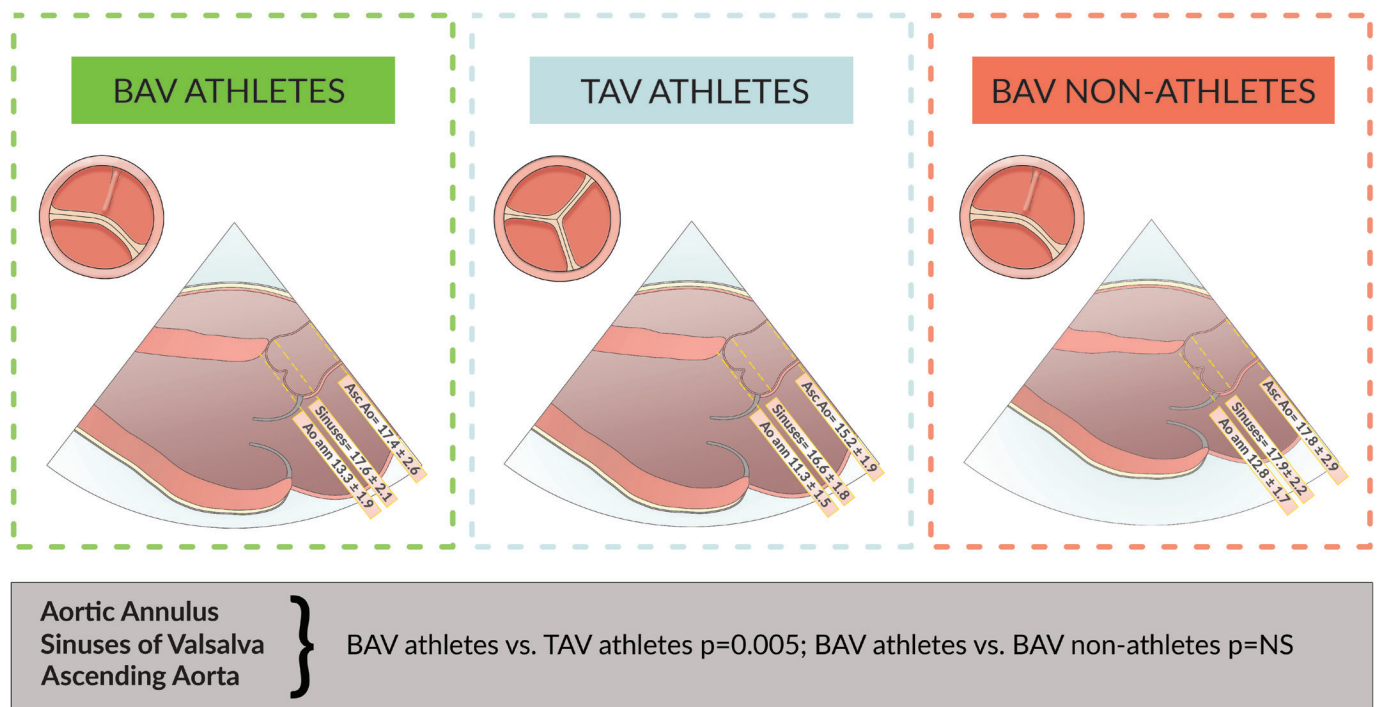 BAV ATHLETES
Asc Ao= 17.4 ± 2.6
Sinuses= 17.6 ± 2.1
Ao ann 13.3 ± 1.9
TAV ATHLETES
Asc Ao= 15.2 ± 1.9
Sinuses= 16.6 ± 1.8
Ao ann 11.3 ± 1.5
BAV NON-ATHLETES
Asc Ao= 17.8 ± 2.9
Sinuses= 17.9± 2.2
Ao ann 12.8 ± 1.7
Aortic Annulus
Sinuses of Valsalva
Ascending Aorta
} BAV athletes vs. TAV athletes p=0.005; BAV athletes vs. BAV non-athletes p=NS